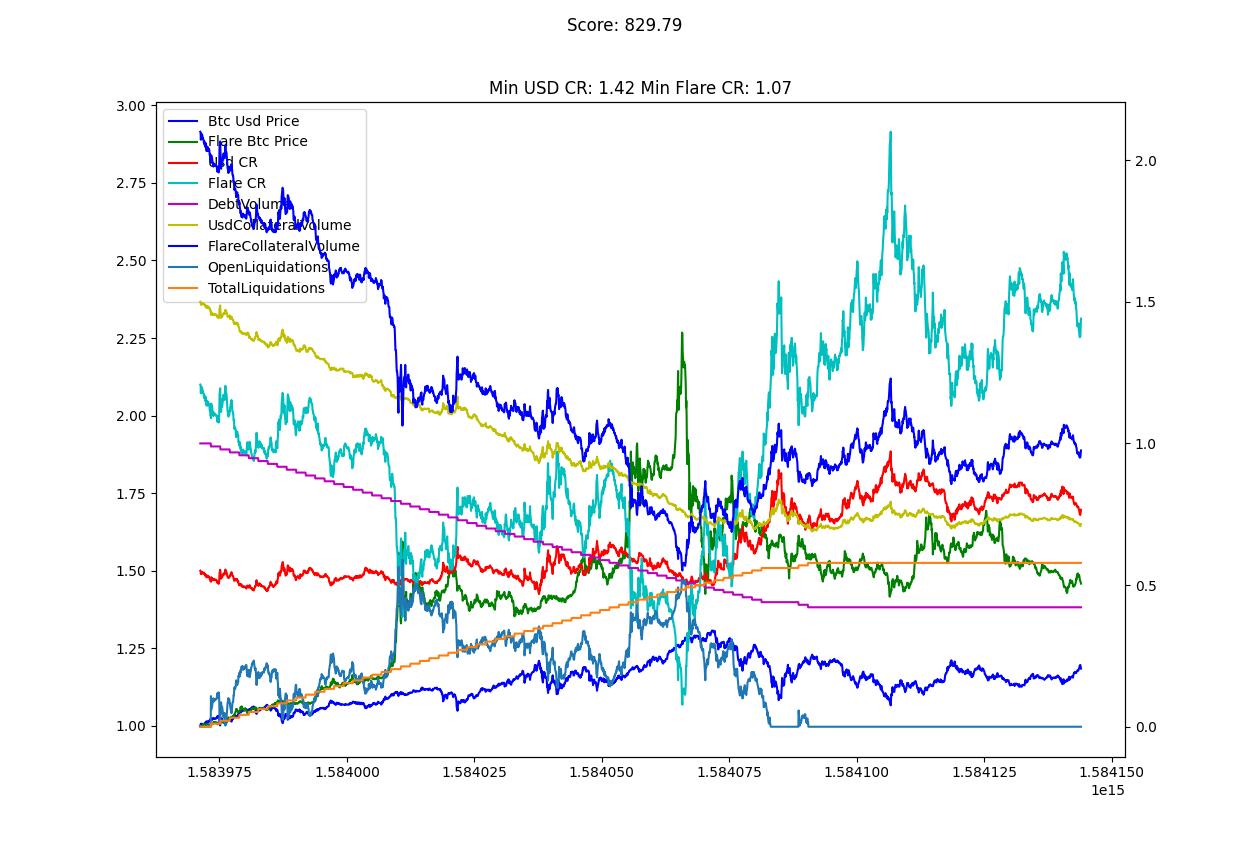 Score: 829.79
Min USD CR: 1.42 Min Flare CR: 1.07
3.00
2.75
2.50
2.25
2.00
1.75
1.50
1.25
1.00
Btc Usd Price
Flare Btc Price
Usd CR
Flare CR
DebtVolume
UsdCollateralVolume
FlareCollateralVolume
OpenLiquidations
TotalLiquidations
2.0
1.5
1.0
0.5
0.0
1.583975 1.584000 1.584025 1.584050 1.584075 1.584100 1.584125 1.584150
1e15